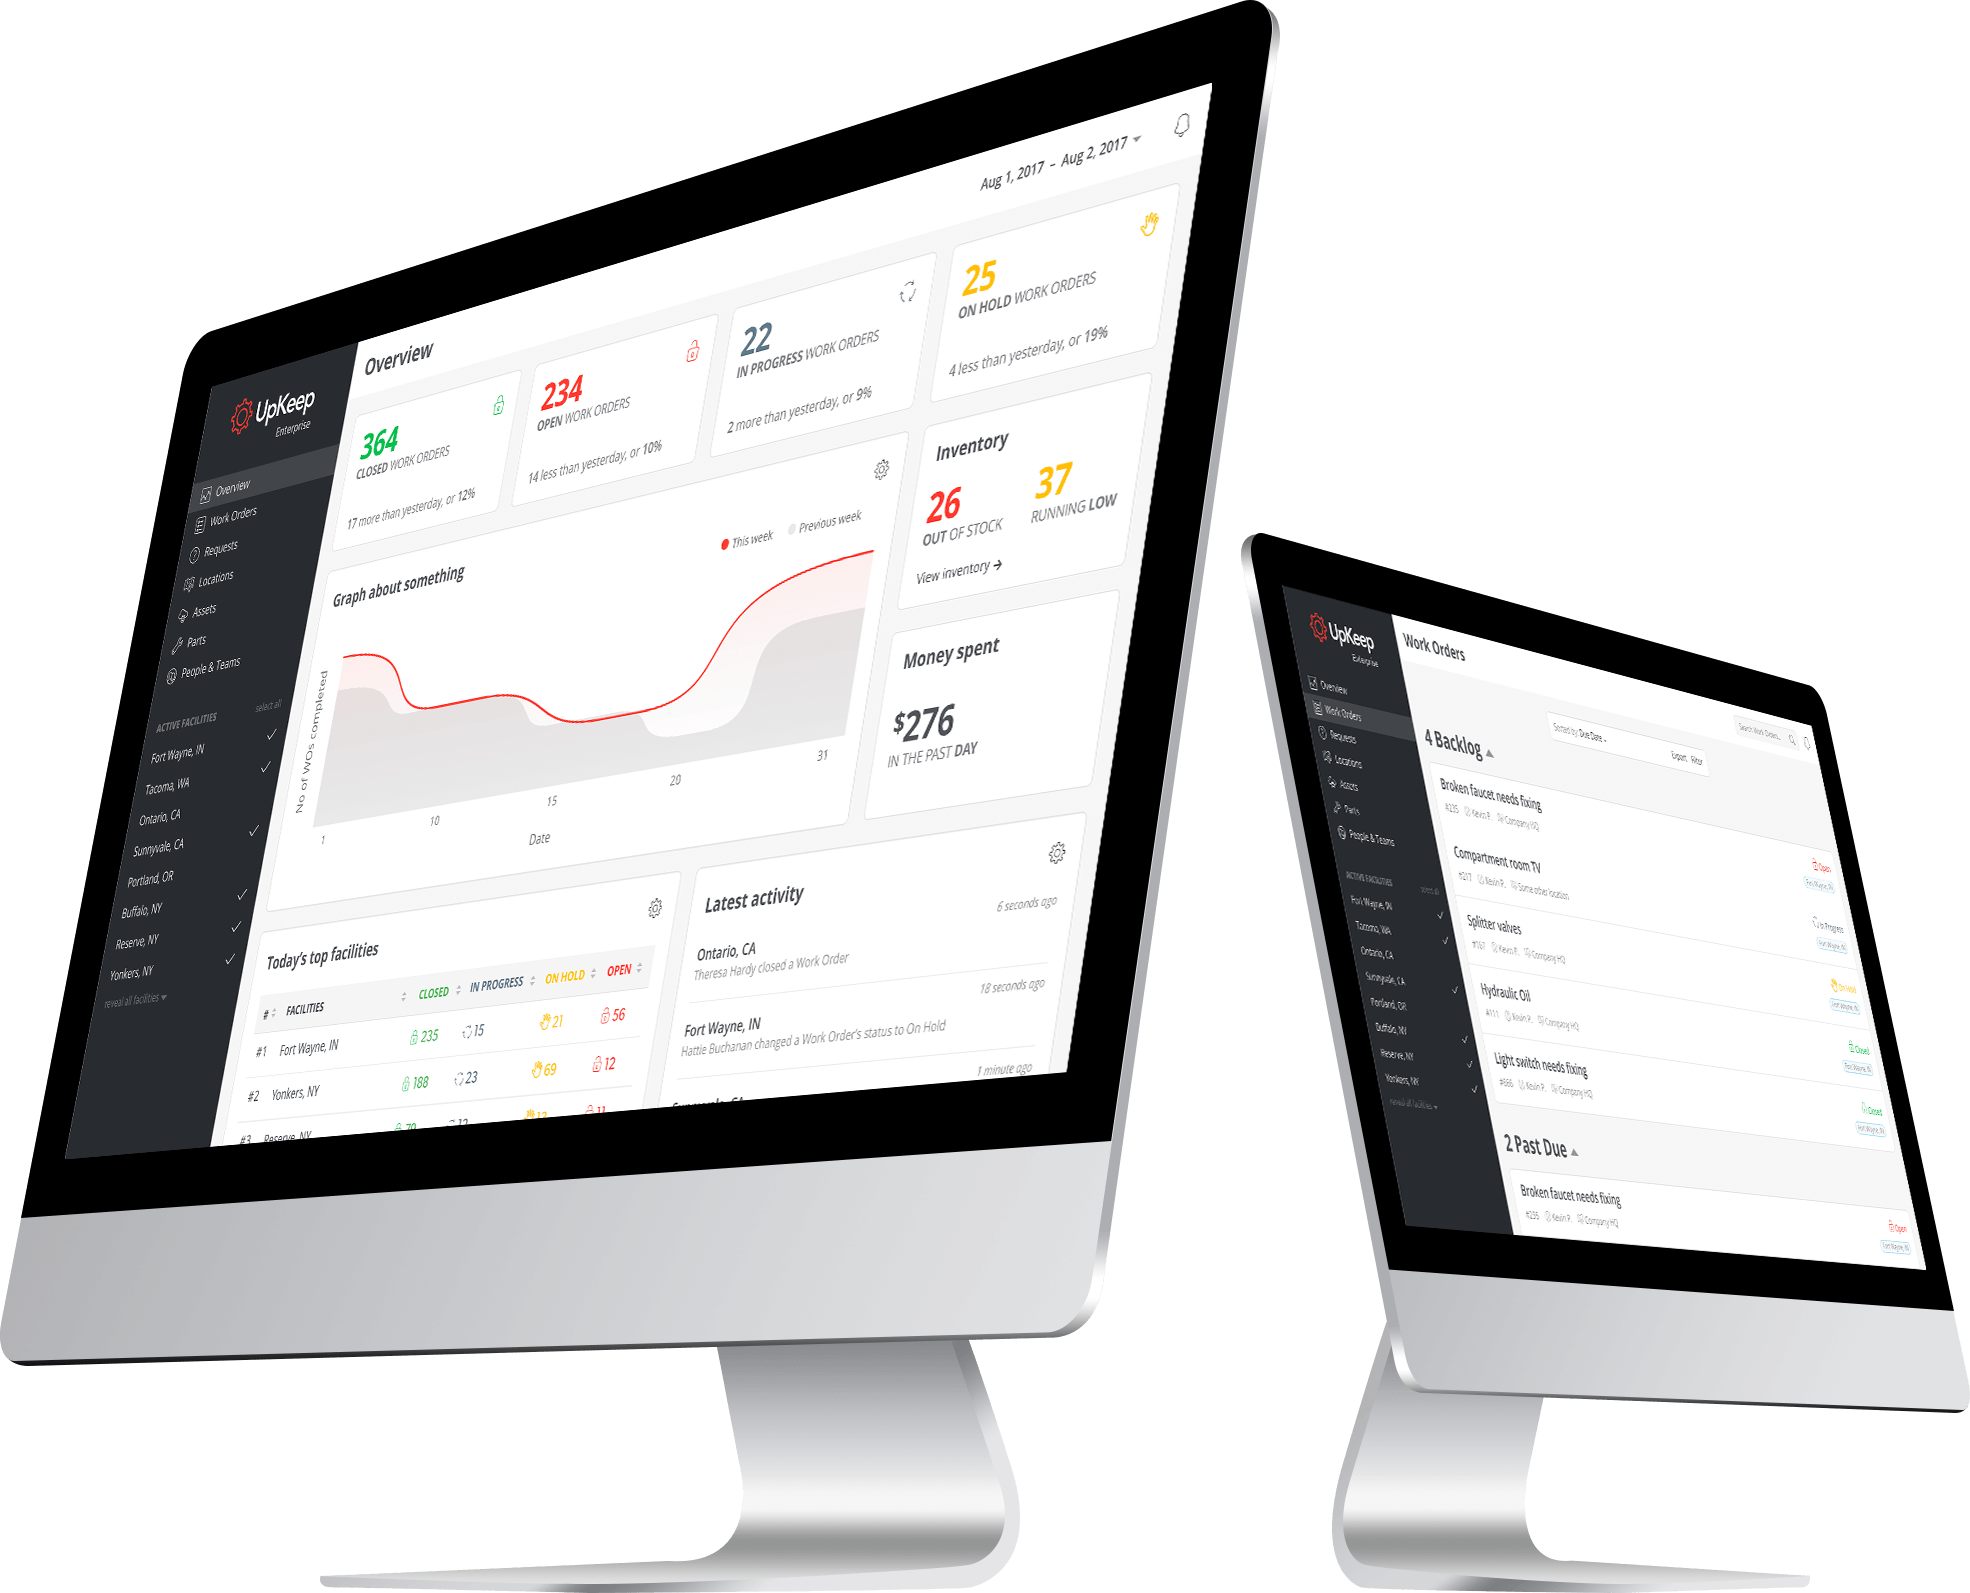 UpKeep
Enterprise
Overview
Work Orders
Requests
Locations
Assets
Parts
People & Teams
ACTIVE FACILITIES select all
Fort Wayne, IN
Tacoma, WA
Ontario, CA
Sunnyvale, CA
Portland, OR
Buffalo, NY
Reserve, NY
Yonkers, NY
reveal all facilities
Overview
Aug 1, 2017 – Aug 2, 2017
364
CLOSED WORK ORDERS
17 more than yesterday, or 12%
234
OPEN WORK ORDERS
14 less than yesterday, or 10%
22
IN PROGRESS WORK ORDERS
2 more than yesterday, or 9%
25
ON HOLD WORK ORDERS
4 less than yesterday, or 19%
Graph about something
This week Previous week
No of WOs completed
1 10 15 20 31
Date
Inventory
26
OUT OF STOCK
37
RUNNING LOW
View inventory →
Money spent
$276
IN THE PAST DAY
Today's top facilities
# FACILITIES CLOSED IN PROGRESS ON HOLD OPEN
#1 Fort Wayne, IN 235 15 21 56
#2 Yonkers, NY 188 23 69 12
#3 Reserve, NY 79 12 12 11
Latest activity
6 seconds ago
Ontario, CA
Theresa Hardy closed a Work Order
18 seconds ago
Fort Wayne, IN
Hattie Buchanan changed a Work Order's status to On Hold
1 minute ago
Sunnyvale, CA
UpKeep
Enterprise
Overview
Work Orders
Requests
Locations
Assets
Parts
People & Teams
ACTIVE FACILITIES select all
Fort Wayne, IN
Tacoma, WA
Ontario, CA
Sunnyvale, CA
Portland, OR
Buffalo, NY
Reserve, NY
Yonkers, NY
reveal all facilities
Work Orders
Search Work Orders...
Sorted by: Due Date
Export Filter
4 Backlog
Broken faucet needs fixing
#235 Kevin P. Company HQ
Open
Fort Wayne, IN
Compartment room TV
#217 Kevin P. Some other location
In Progress
Fort Wayne, IN
Splitter valves
#167 Kevin P. Company HQ
On Hold
Fort Wayne, IN
Hydraulic Oil
#111 Kevin P. Company HQ
Closed
Fort Wayne, IN
Light switch needs fixing
Kevin P. Company HQ
Closed
Fort Wayne, IN
2 Past Due
Broken faucet needs fixing
#235 Kevin P. Company HQ
Open
Fort Wayne, IN